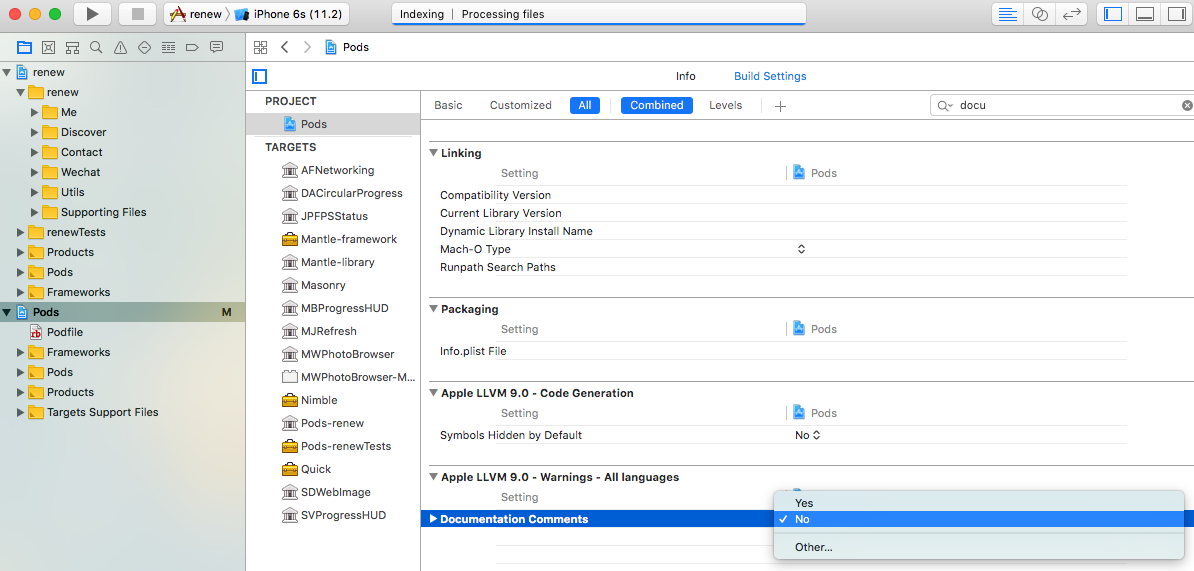 renew
iPhone 6s (11.2)
Indexing | Processing files
Pods
renew
renew
Me
Discover
Contact
Wechat
Utils
Supporting Files
renewTests
Products
Pods
Frameworks
Pods M
Podfile
Frameworks
Pods
Products
Targets Support Files
Info
Build Settings
PROJECT
Pods
TARGETS
AFNetworking
DACircularProgress
JPFPSStatus
Mantle-framework
Mantle-library
Masonry
MBProgressHUD
MJRefresh
MWPhotoBrowser
MWPhotoBrowser-M...
Nimble
Pods-renew
Pods-renewTests
Quick
SDWebImage
SVProgressHUD
Basic Customized All Combined Levels + docu
Linking
Setting Pods
Compatibility Version
Current Library Version
Dynamic Library Install Name
Mach-O Type
Runpath Search Paths
Packaging
Setting Pods
Info.plist File
Apple LLVM 9.0 - Code Generation
Setting Pods
Symbols Hidden by Default No
Apple LLVM 9.0 - Warnings - All languages
Setting
Documentation Comments
Yes
No
Other...